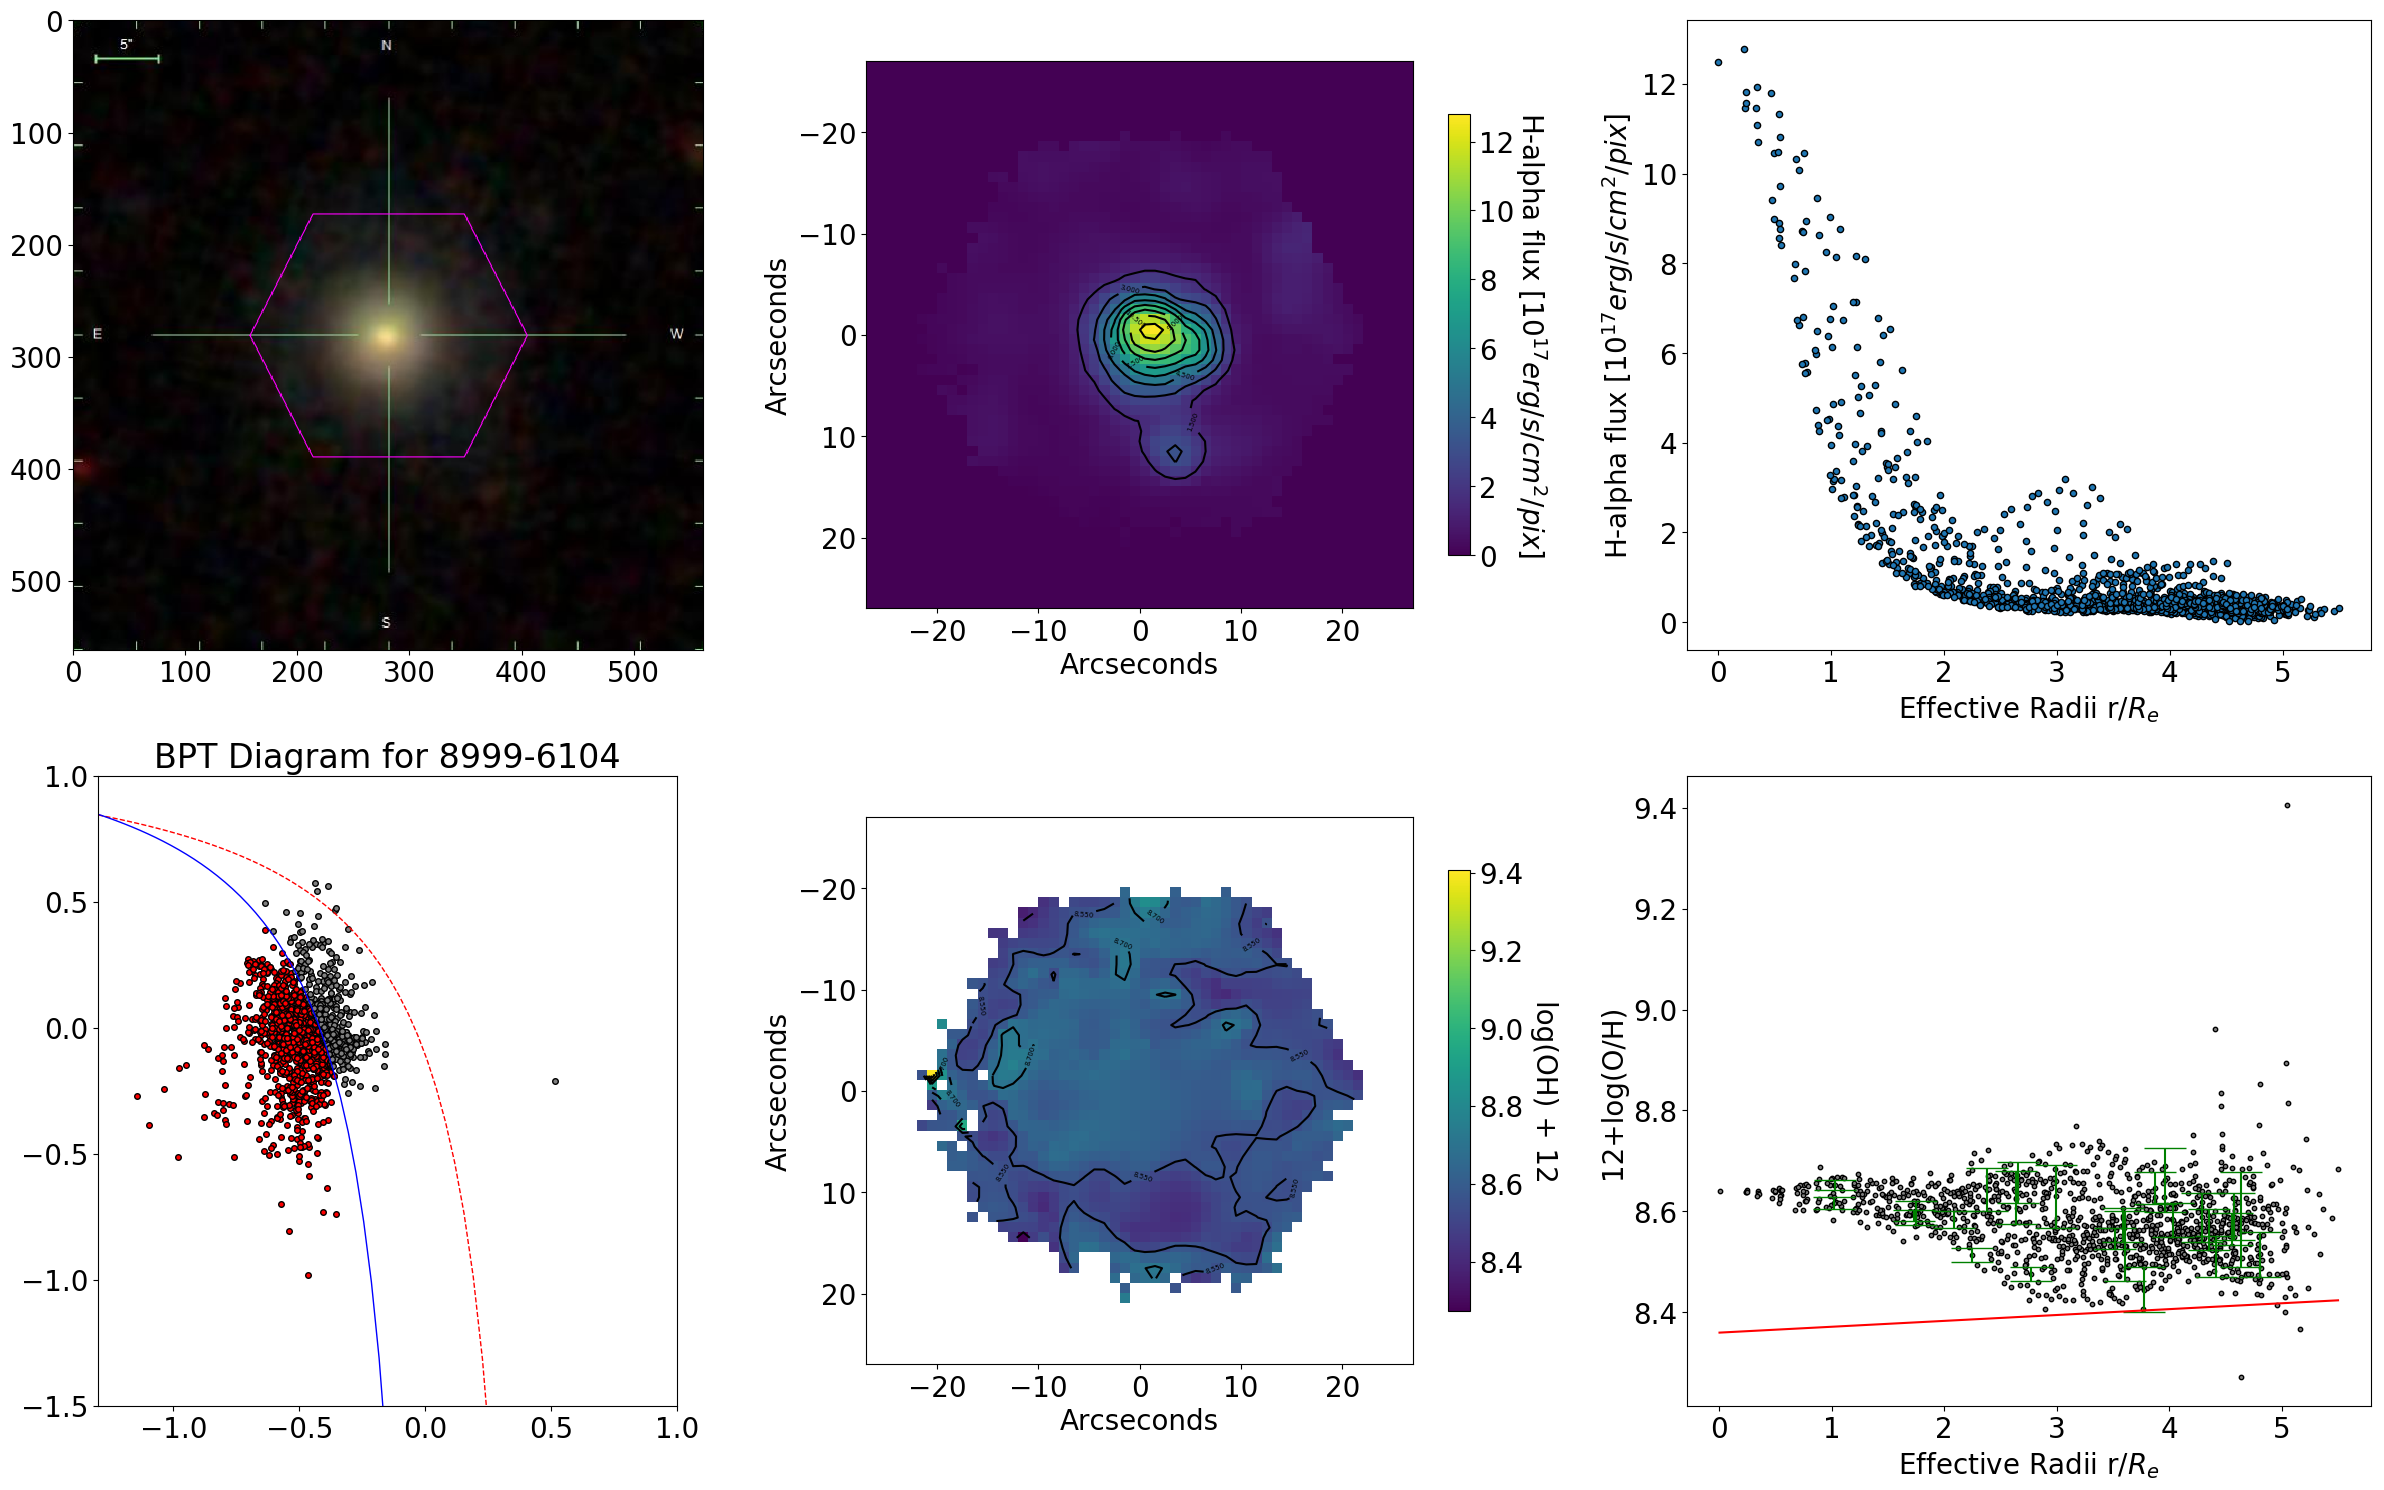 0
100
200
300
400
500
0 100 200 300 400 500
5"
N
E
W
S
−20
−10
0
10
20
−20 −10 0 10 20
Arcseconds
Arcseconds
12
10
8
6
4
2
0
H-alpha flux [10^17 erg/s/cm^2/pix]
12
10
8
6
4
2
0
0 1 2 3 4 5
H-alpha flux [10^17 erg/s/cm^2/pix]
Effective Radii r/R_e
BPT Diagram for 8999-6104
1.0
0.5
0.0
−0.5
−1.0
−1.5
−1.0 −0.5 0.0 0.5 1.0
−20
−10
0
10
20
−20 −10 0 10 20
Arcseconds
Arcseconds
9.4
9.2
9.0
8.8
8.6
8.4
log(OH) + 12
9.4
9.2
9.0
8.8
8.6
8.4
0 1 2 3 4 5
12+log(O/H)
Effective Radii r/R_e